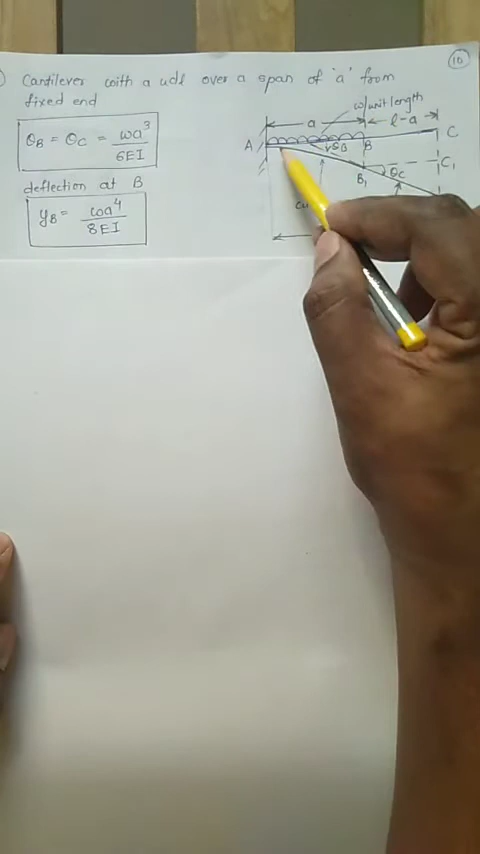 10
Cantilever with a udl over a span of 'a' from
fixed end
θB = θC = wa³/6EI
deflection at B
yB = wa⁴/8EI
w/unit length
a
l-a
A
θB
B
C
B₁
θC
C₁